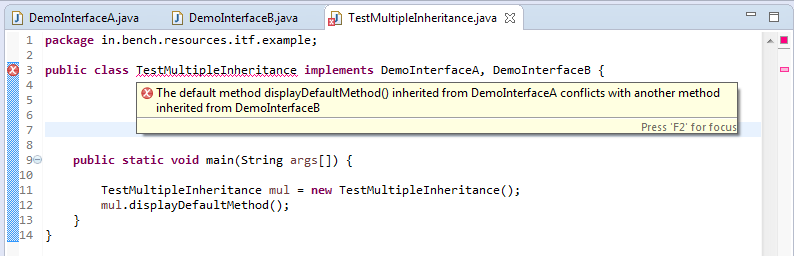 DemoInterfaceA.java DemoInterfaceB.java TestMultipleInheritance.java
1 package in.bench.resources.itf.example;
2
3 public class TestMultipleInheritance implements DemoInterfaceA, DemoInterfaceB {
4
The default method displayDefaultMethod() inherited from DemoInterfaceA conflicts with another method
5
inherited from DemoInterfaceB
6
Press 'F2' for focus
7
8
9 public static void main(String args[]) {
10
11 TestMultipleInheritance mul = new TestMultipleInheritance();
12 mul.displayDefaultMethod();
13 }
14 }